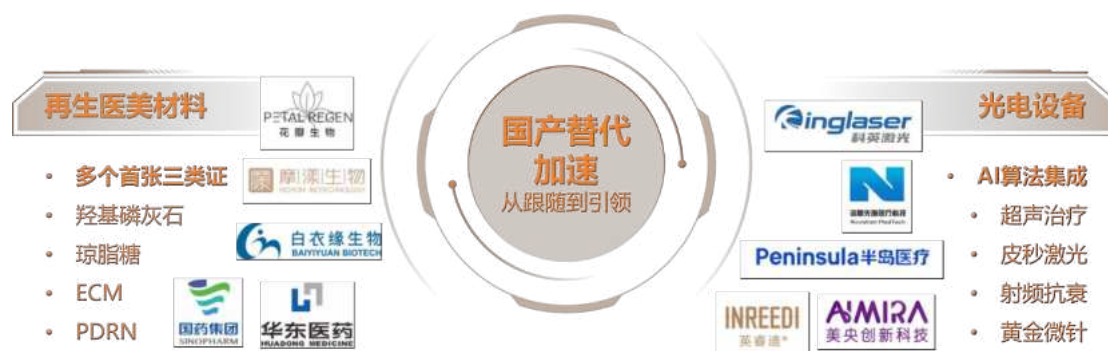 再生医美材料
PETAL REGEN
花瓣生物
多个首张三类证
摩漾生物
MOYOM BIOTECHNOLOGY
羟基磷灰石
白衣缘生物
BAIYIYUAN BIOTECH
琼脂糖
ECM
PDRN
国药集团
SINOPHARM
华东医药
HUADONG MEDICINE
国产替代
加速
从跟随到引领
光电设备
Ringlaser
科英激光
AI算法集成
超声治疗
Peninsula半岛医疗
皮秒激光
射频抗衰
INREEDI
英睿迪®
AIMIRA
美央创新科技
黄金微针